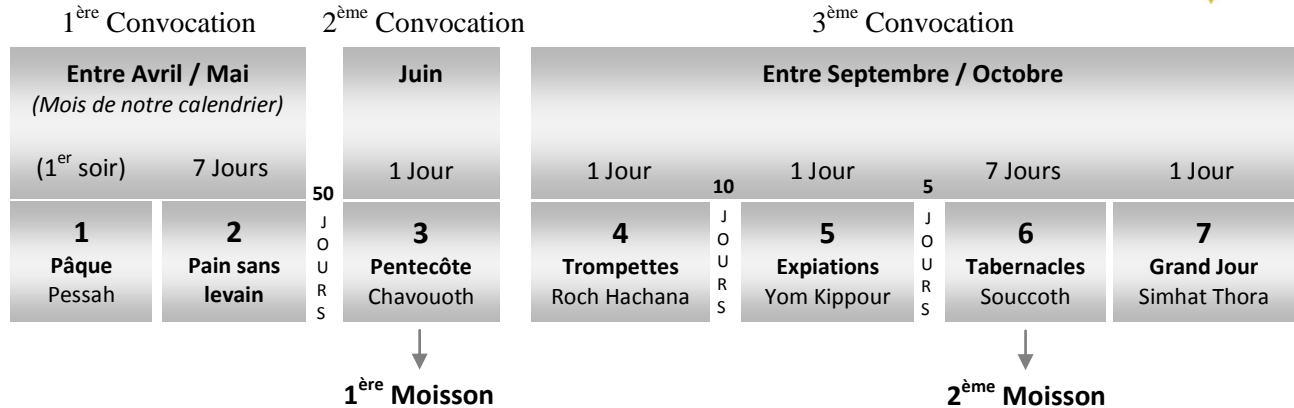 1ère Convocation
2ème Convocation
3ème Convocation
Entre Avril / Mai
(Mois de notre calendrier)
Juin
Entre Septembre / Octobre
(1er soir)
7 Jours
50
JOURS
1 Jour
1 Jour
10
JOURS
1 Jour
5
JOURS
7 Jours
1 Jour
1
Pâque
Pessah
2
Pain sans
levain
3
Pentecôte
Chavouoth
4
Trompettes
Roch Hachana
5
Expiations
Yom Kippour
6
Tabernacles
Souccoth
7
Grand Jour
Simhat Thora
1ère Moisson
2ème Moisson